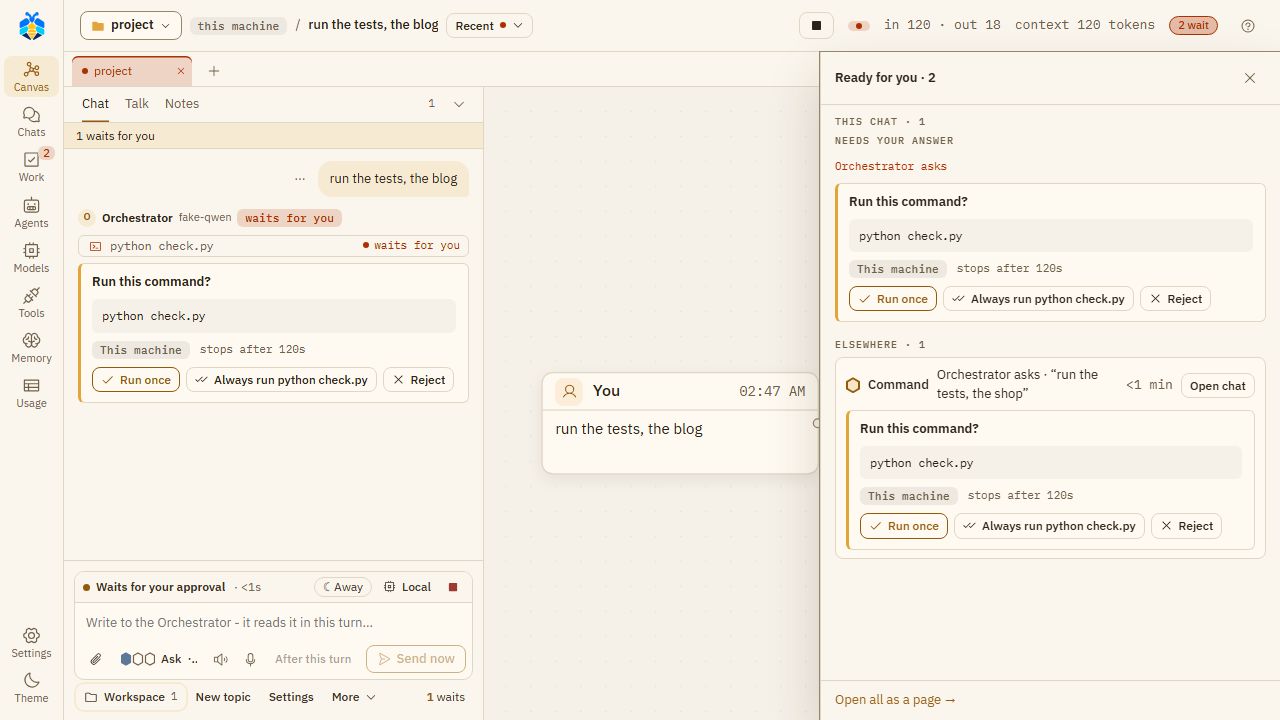 project
this machine
/
run the tests, the blog
Recent
in 120 · out 18
context 120 tokens
2 wait
Canvas
Chats
Work
2
Agents
Models
Tools
Memory
Usage
Settings
Theme
project
Chat
Talk
Notes
1
1 waits for you
run the tests, the blog
O
Orchestrator
fake-qwen
waits for you
python check.py
waits for you
Run this command?
python check.py
This machine
stops after 120s
Run once
Always run python check.py
Reject
You
02:47 AM
run the tests, the blog
Waits for your approval
· <1s
Away
Local
Write to the Orchestrator - it reads it in this turn...
Ask ·..
After this turn
Send now
Workspace 1
New topic
Settings
More
1 waits
Ready for you · 2
THIS CHAT · 1
NEEDS YOUR ANSWER
Orchestrator asks
Run this command?
python check.py
This machine
stops after 120s
Run once
Always run python check.py
Reject
ELSEWHERE · 1
Command
Orchestrator asks · “run the
tests, the shop”
<1 min
Open chat
Run this command?
python check.py
This machine
stops after 120s
Run once
Always run python check.py
Reject
Open all as a page →